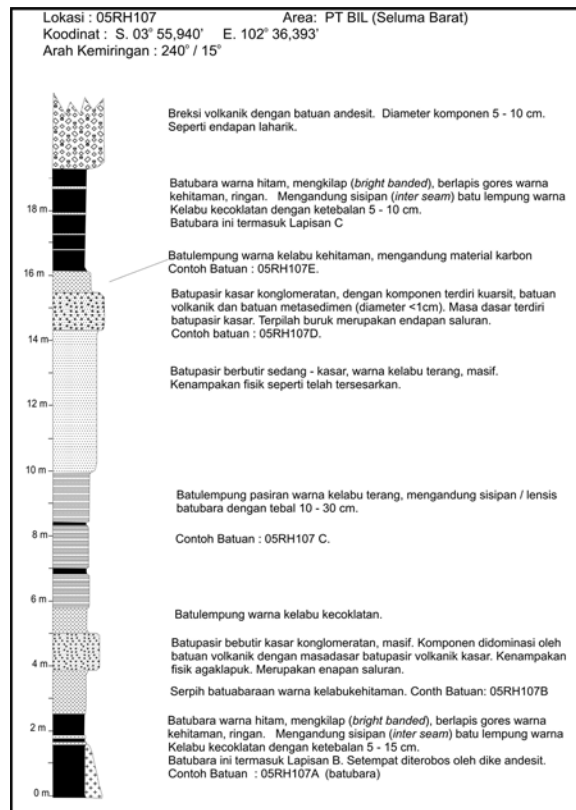 Lokasi : 05RH107 Area: PT BIL (Seluma Barat)
Koodinat : S. 03° 55,940' E. 102° 36,393'
Arah Kemiringan : 240° / 15°
Breksi volkanik dengan batuan andesit. Diameter komponen 5 - 10 cm.
Seperti endapan laharik.
Batubara warna hitam, mengkilap (bright banded), berlapis gores warna
kehitaman, ringan. Mengandung sisipan (inter seam) batu lempung warna
Kelabu kecoklatan dengan ketebalan 5 - 10 cm.
Batubara ini termasuk Lapisan C
18 m
Batulempung warna kelabu kehitaman, mengandung material karbon
Contoh Batuan : 05RH107E.
16 m
Batupasir kasar konglomeratan, dengan komponen terdiri kuarsit, batuan
volkanik dan batuan metasedimen (diameter <1cm). Masa dasar terdiri
batupasir kasar. Terpilah buruk merupakan endapan saluran.
Contoh batuan : 05RH107D.
14 m
Batupasir berbutir sedang - kasar, warna kelabu terang, masif.
Kenampakan fisik seperti telah tersesarkan.
12 m
10 m
Batulempung pasiran warna kelabu terang, mengandung sisipan / lensis
batubara dengan tebal 10 - 30 cm.
8 m
Contoh Batuan : 05RH107 C.
6 m
Batulempung warna kelabu kecoklatan.
Batupasir bebutir kasar konglomeratan, masif. Komponen didominasi oleh
batuan volkanik dengan masadasar batupasir volkanik kasar. Kenampakan
fisik agaklapuk. Merupakan enapan saluran.
4 m
Serpih batuabaraan warna kelabukehitaman. Conth Batuan: 05RH107B
2 m
Batubara warna hitam, mengkilap (bright banded), berlapis gores warna
kehitaman, ringan. Mengandung sisipan (inter seam) batu lempung warna
Kelabu kecoklatan dengan ketebalan 5 - 15 cm.
Batubara ini termasuk Lapisan B. Setempat diterobos oleh dike andesit.
Contoh Batuan : 05RH107A (batubara)
0 m